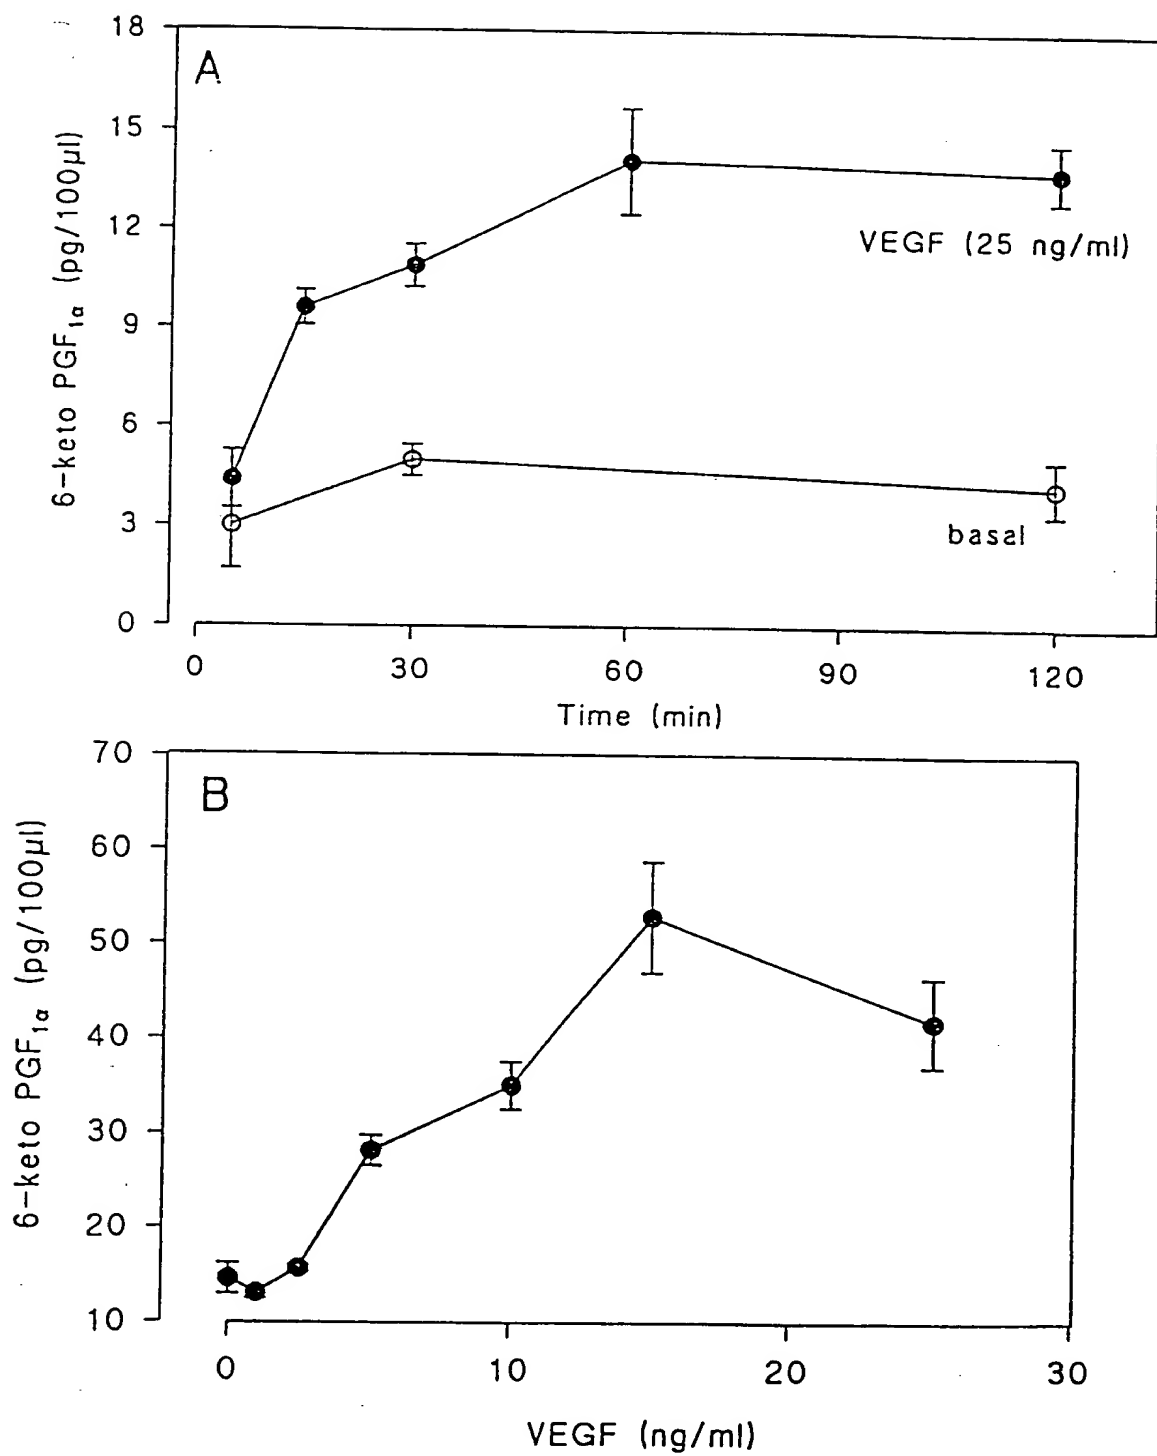 A
18
15
12
9
6
3
0
6-keto PGF1α (pg/100µl)
VEGF (25 ng/ml)
basal
0 30 60 90 120
Time (min)
B
70
60
50
40
30
20
10
6-keto PGF1α (pg/100µl)
0 10 20 30
VEGF (ng/ml)